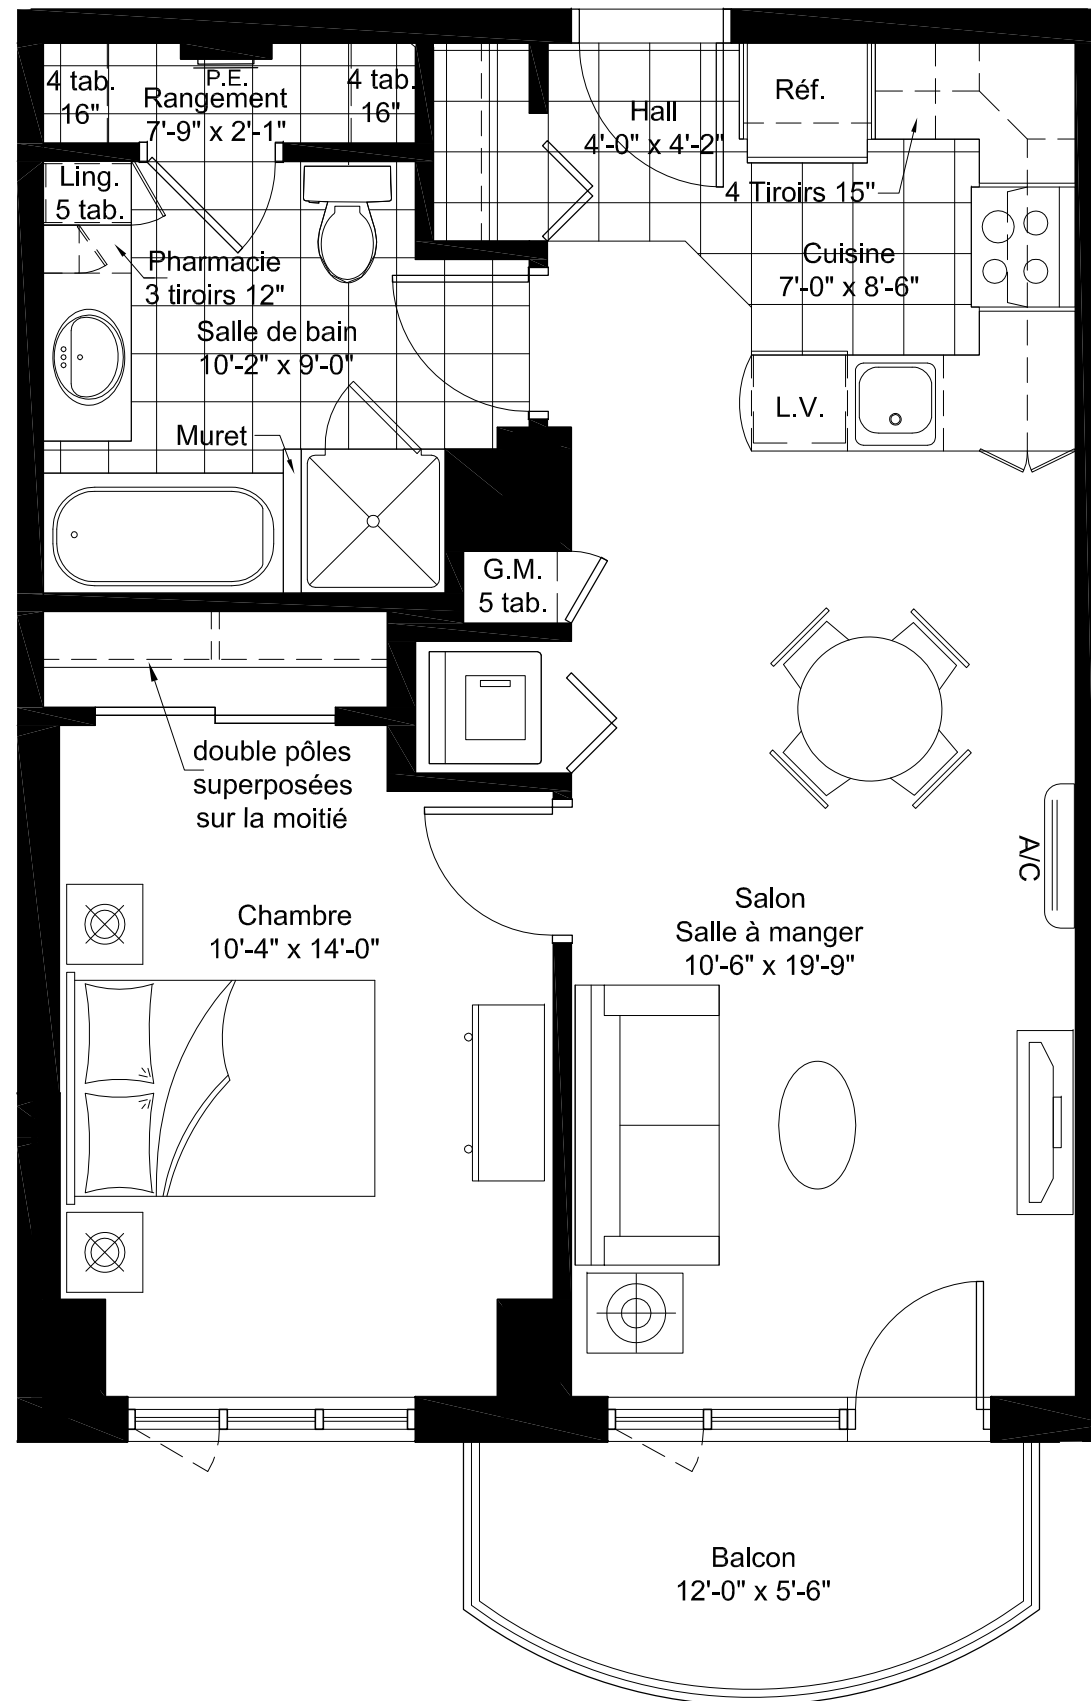 4 tab.
16"
P.E.
Rangement
7'-9" x 2'-1"
4 tab.
16"
Hall
4'-0" x 4'-2"
Réf.
4 Tiroirs 15"
Ling.
5 tab.
Pharmacie
3 tiroirs 12"
Cuisine
7'-0" x 8'-6"
Salle de bain
10'-2" x 9'-0"
L.V.
Muret
G.M.
5 tab.
double pôles
superposées
sur la moitié
A/C
Chambre
10'-4" x 14'-0"
Salon
Salle à manger
10'-6" x 19'-9"
Balcon
12'-0" x 5'-6"